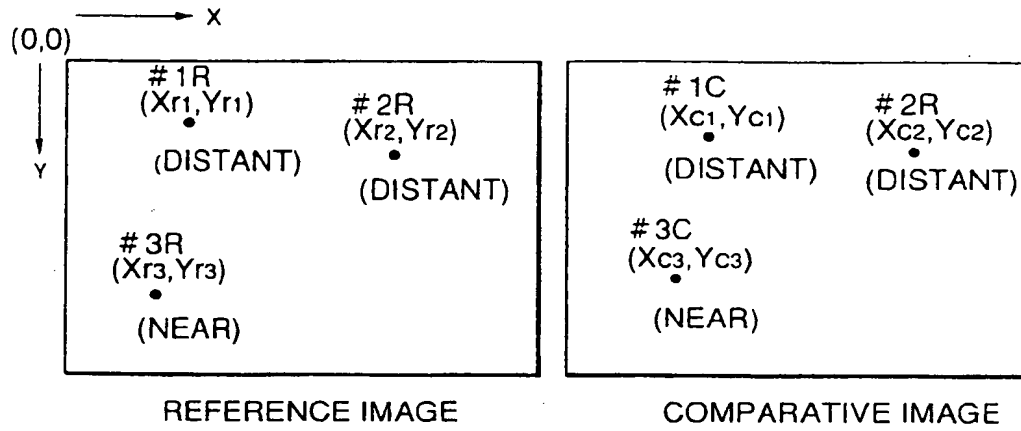 X
(0,0)
Y
#1R
(Xr1,Yr1)
(DISTANT)
#2R
(Xr2,Yr2)
(DISTANT)
#3R
(Xr3,Yr3)
(NEAR)
REFERENCE IMAGE
#1C
(Xc1,Yc1)
(DISTANT)
#2R
(Xc2,Yc2)
(DISTANT)
#3C
(Xc3,Yc3)
(NEAR)
COMPARATIVE IMAGE